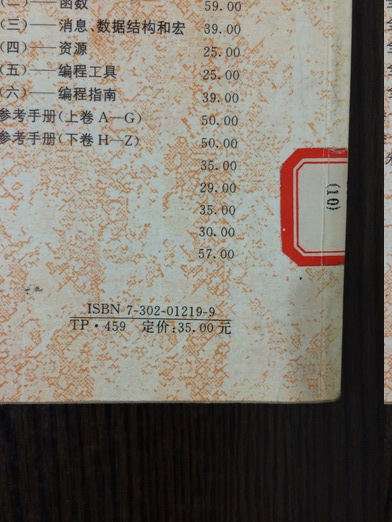 (二)——函数 59.00
(三)——消息、数据结构和宏 39.00
(四)——资源 25.00
(五)——编程工具 25.00
(六)——编程指南 39.00
参考手册(上卷 A—G) 50.00
参考手册(下卷 H—Z) 50.00
35.00
29.00
35.00
30.00
57.00
(10)
ISBN 7-302-01219-9
TP·459 定价:35.00元